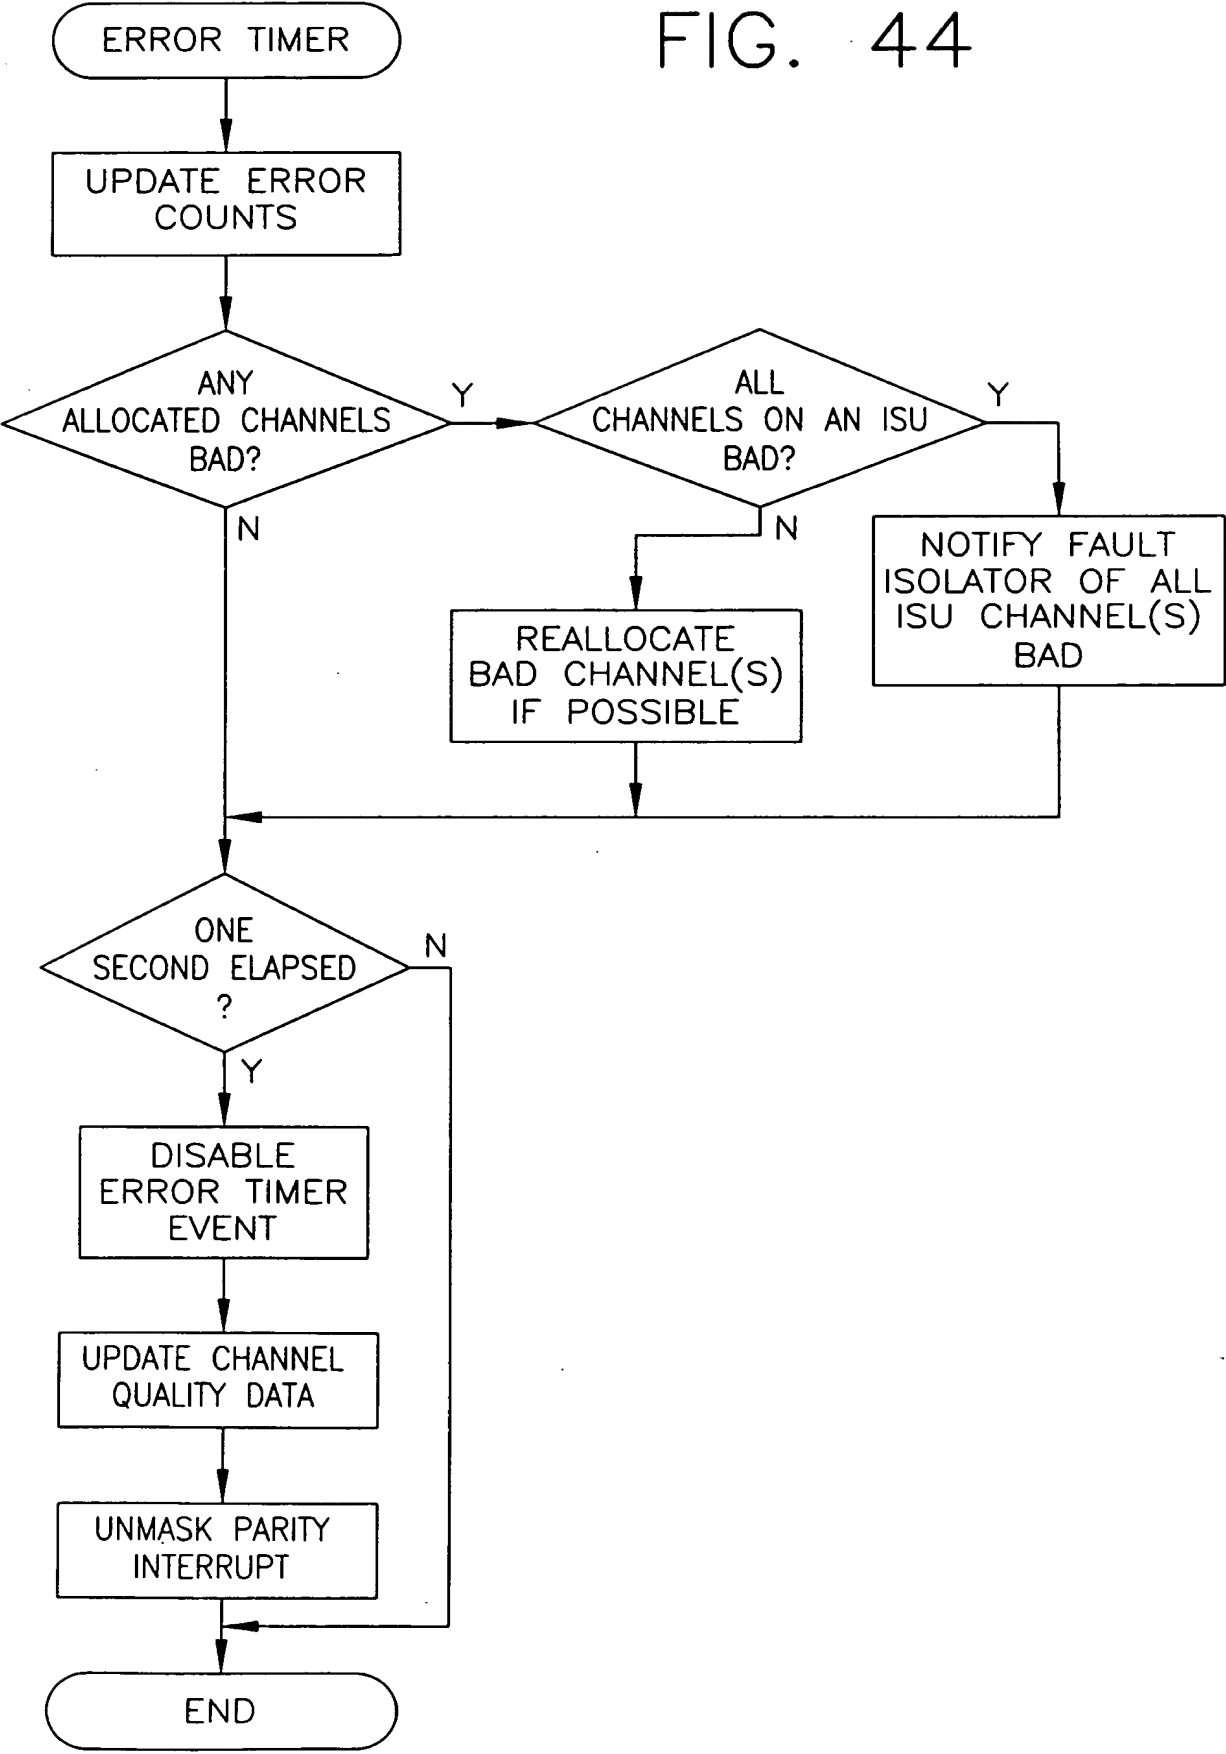 FIG. 44
ERROR TIMER
UPDATE ERROR
COUNTS
ANY
ALLOCATED CHANNELS
BAD?
Y
N
ALL
CHANNELS ON AN ISU
BAD?
Y
N
NOTIFY FAULT
ISOLATOR OF ALL
ISU CHANNEL(S)
BAD
REALLOCATE
BAD CHANNEL(S)
IF POSSIBLE
ONE
SECOND ELAPSED
?
N
Y
DISABLE
ERROR TIMER
EVENT
UPDATE CHANNEL
QUALITY DATA
UNMASK PARITY
INTERRUPT
END